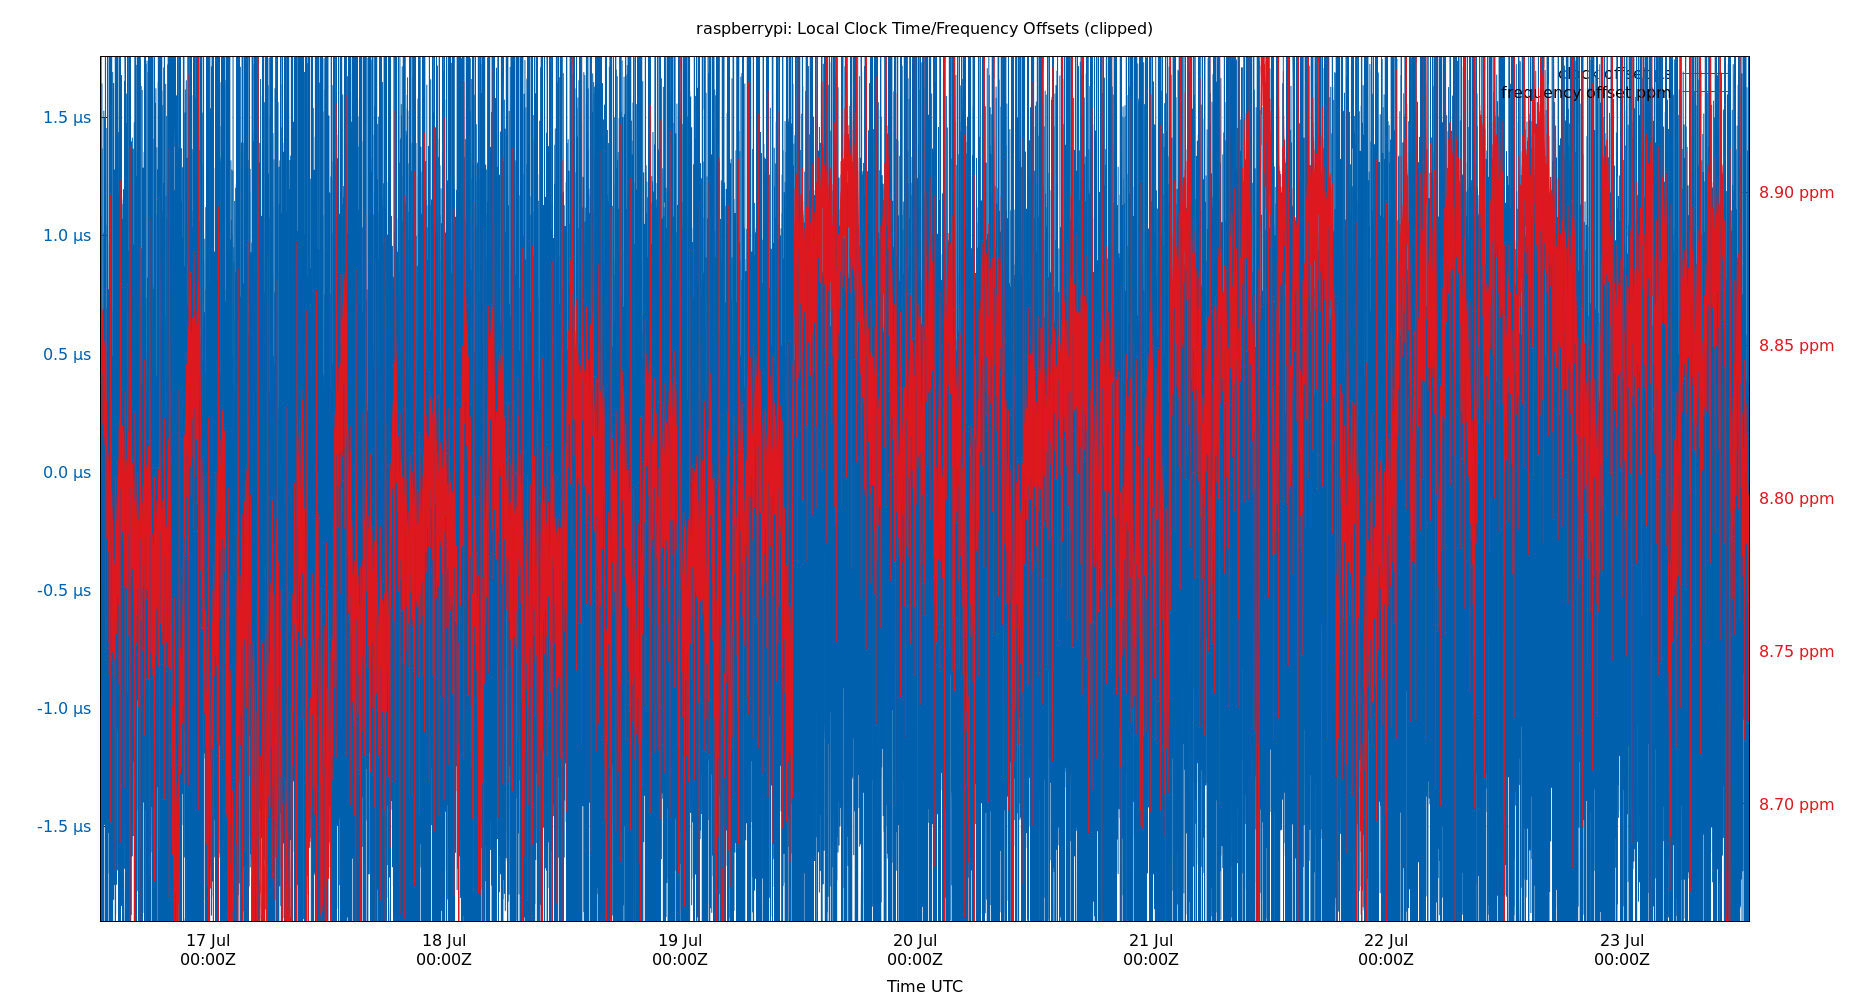 raspberrypi: Local Clock Time/Frequency Offsets (clipped)
clock offset µs
frequency offset ppm
1.5 µs
1.0 µs
0.5 µs
0.0 µs
-0.5 µs
-1.0 µs
-1.5 µs
8.90 ppm
8.85 ppm
8.80 ppm
8.75 ppm
8.70 ppm
17 Jul
00:00Z
18 Jul
00:00Z
19 Jul
00:00Z
20 Jul
00:00Z
21 Jul
00:00Z
22 Jul
00:00Z
23 Jul
00:00Z
Time UTC